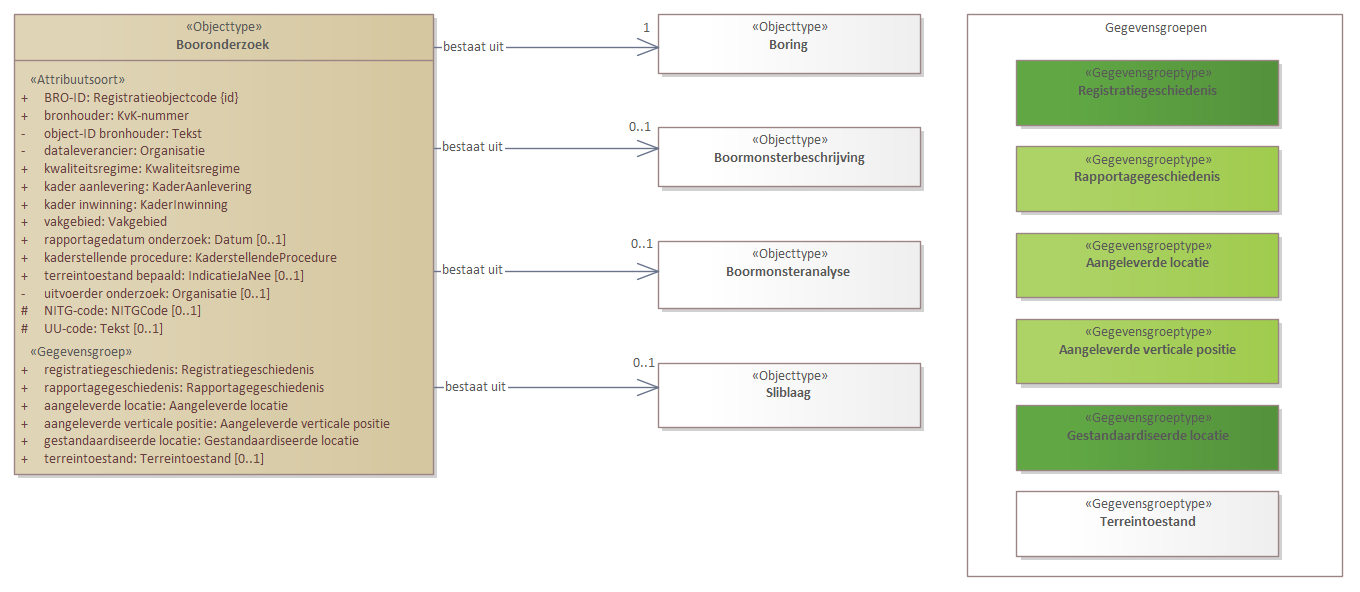 «Objecttype»
Booronderzoek
«Attribuutsoort»
+ BRO-ID: Registratieobjectcode {id}
+ bronhouder: KvK-nummer
- object-ID bronhouder: Tekst
- dataleverancier: Organisatie
+ kwaliteitsregime: Kwaliteitsregime
+ kader aanlevering: KaderAanlevering
+ kader inwinning: KaderInwinning
+ vakgebied: Vakgebied
+ rapportagedatum onderzoek: Datum [0..1]
+ kaderstellende procedure: KaderstellendeProcedure
+ terreintoestand bepaald: IndicatieJaNee [0..1]
- uitvoerder onderzoek: Organisatie [0..1]
# NITG-code: NITGCode [0..1]
# UU-code: Tekst [0..1]
«Gegevensgroep»
+ registratiegeschiedenis: Registratiegeschiedenis
+ rapportagegeschiedenis: Rapportagegeschiedenis
+ aangeleverde locatie: Aangeleverde locatie
+ aangeleverde verticale positie: Aangeleverde verticale positie
+ gestandaardiseerde locatie: Gestandaardiseerde locatie
+ terreintoestand: Terreintoestand [0..1]
bestaat uit
1
«Objecttype»
Boring
bestaat uit
0..1
«Objecttype»
Boormonsterbeschrijving
bestaat uit
0..1
«Objecttype»
Boormonsteranalyse
bestaat uit
0..1
«Objecttype»
Sliblaag
Gegevensgroepen
«Gegevensgroeptype»
Registratiegeschiedenis
«Gegevensgroeptype»
Rapportagegeschiedenis
«Gegevensgroeptype»
Aangeleverde locatie
«Gegevensgroeptype»
Aangeleverde verticale positie
«Gegevensgroeptype»
Gestandaardiseerde locatie
«Gegevensgroeptype»
Terreintoestand